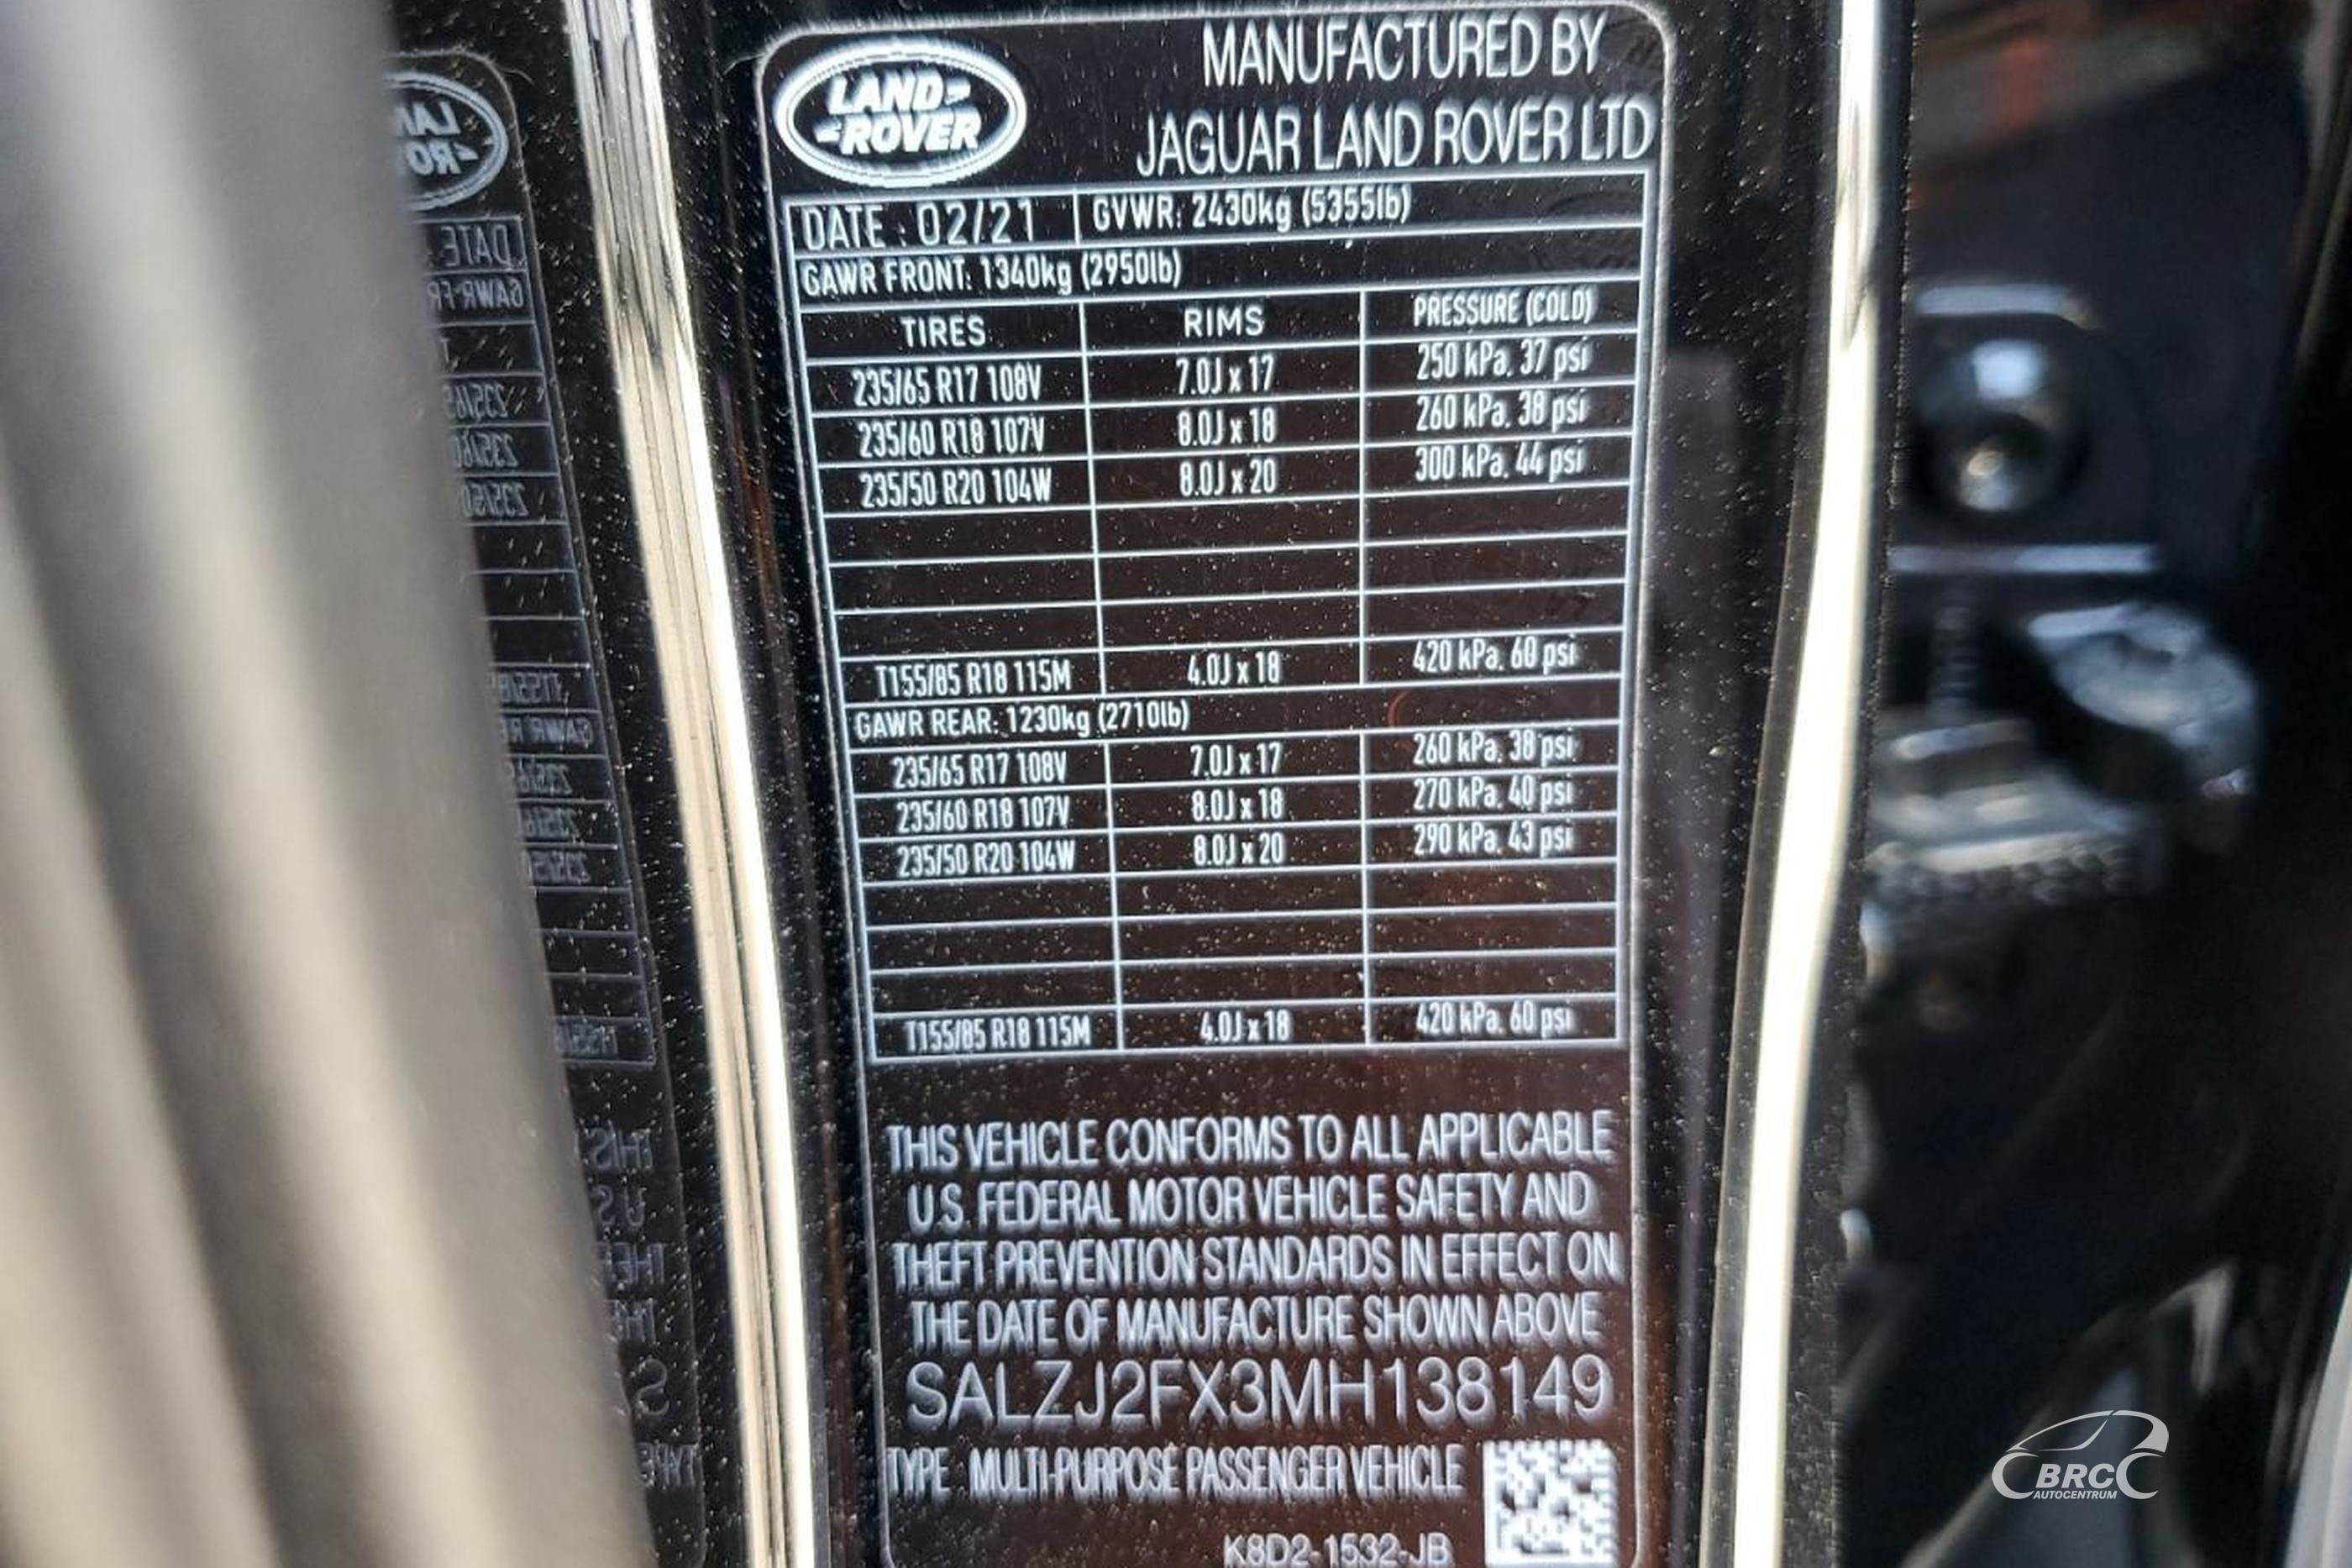 LAND-
-ROVER
MANUFACTURED BY
JAGUAR LAND ROVER LTD
DATE : 02/21 GVWR: 2430kg (5355lb)
GAWR FRONT: 1340kg (2950lb)
TIRES RIMS PRESSURE (COLD)
235/65 R17 108V 7.0J x 17 250 kPa, 37 psi
235/60 R18 107V 8.0J x 18 260 kPa, 38 psi
235/50 R20 104W 8.0J x 20 300 kPa, 44 psi
T155/85 R18 115M 4.0J x 18 420 kPa, 60 psi
GAWR REAR: 1230kg (2710lb)
235/65 R17 108V 7.0J x 17 260 kPa, 38 psi
235/60 R18 107V 8.0J x 18 270 kPa, 40 psi
235/50 R20 104W 8.0J x 20 290 kPa, 43 psi
T155/85 R18 115M 4.0J x 18 420 kPa, 60 psi
THIS VEHICLE CONFORMS TO ALL APPLICABLE
U.S. FEDERAL MOTOR VEHICLE SAFETY AND
THEFT PREVENTION STANDARDS IN EFFECT ON
THE DATE OF MANUFACTURE SHOWN ABOVE
SALZJ2FX3MH138149
TYPE MULTI-PURPOSE PASSENGER VEHICLE
K8D2-1532-JB
BRC
AUTOCENTRUM